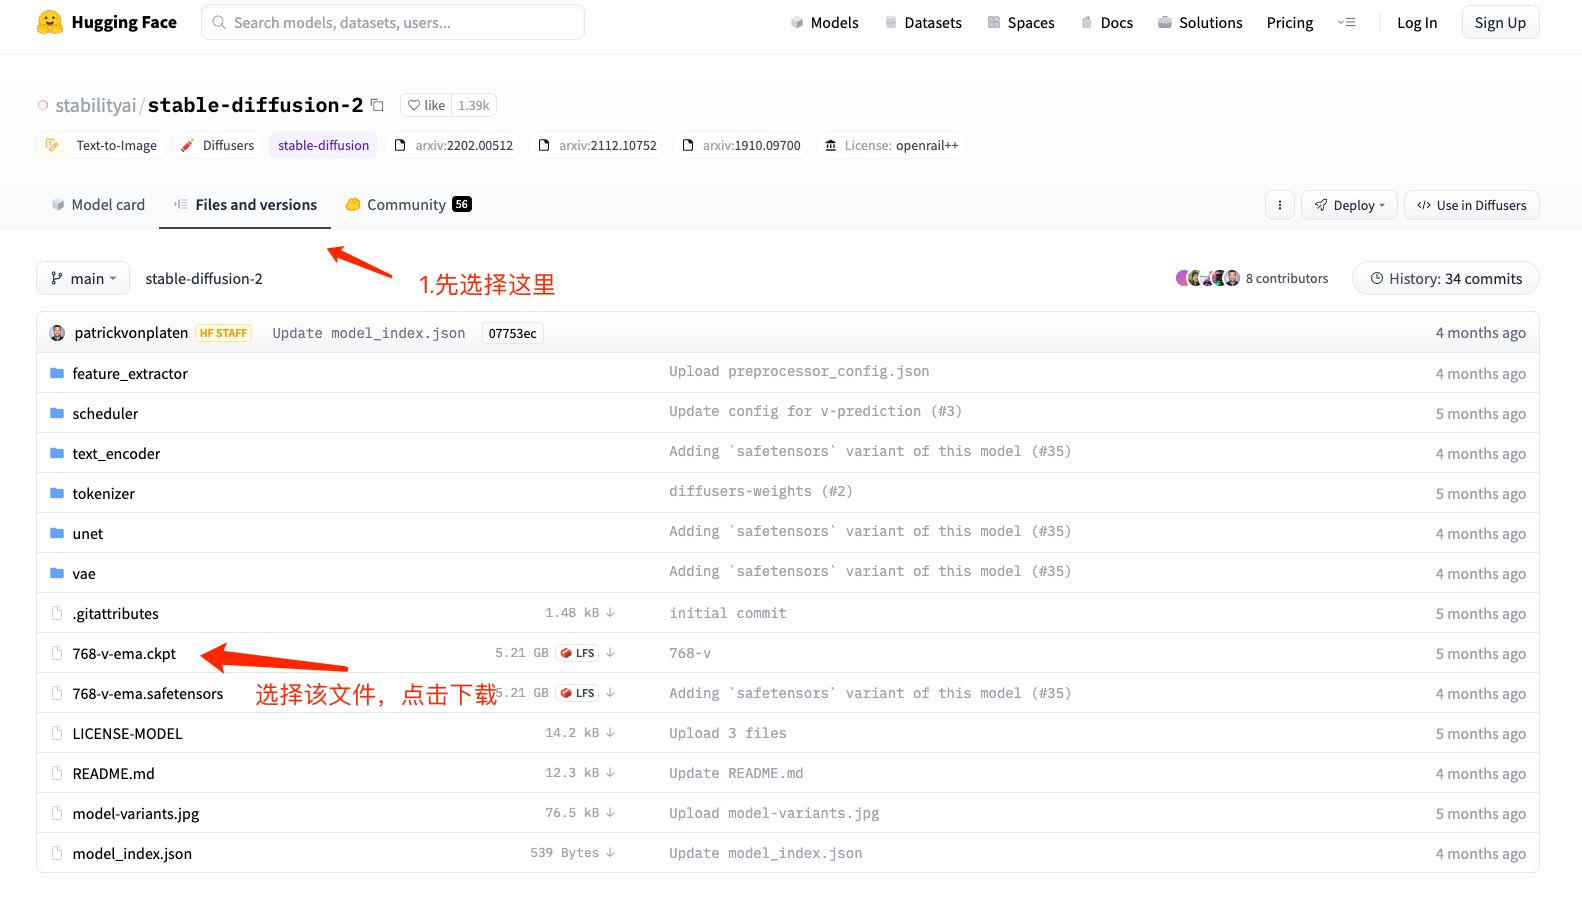 Hugging Face Search models, datasets, users... Models Datasets Spaces Docs Solutions Pricing Log In Sign Up
stabilityai/stable-diffusion-2 like 1.39k
Text-to-Image Diffusers stable-diffusion arxiv:2202.00512 arxiv:2112.10752 arxiv:1910.09700 License: openrail++
Model card Files and versions Community 56 Deploy </> Use in Diffusers
main stable-diffusion-2 8 contributors History: 34 commits
1.先选择这里
patrickvonplaten HF STAFF Update model_index.json 07753ec 4 months ago
feature_extractor Upload preprocessor_config.json 4 months ago
scheduler Update config for v-prediction (#3) 5 months ago
text_encoder Adding `safetensors` variant of this model (#35) 4 months ago
tokenizer diffusers-weights (#2) 5 months ago
unet Adding `safetensors` variant of this model (#35) 4 months ago
vae Adding `safetensors` variant of this model (#35) 4 months ago
.gitattributes 1.48 kB initial commit 5 months ago
768-v-ema.ckpt 5.21 GB LFS 768-v 5 months ago
768-v-ema.safetensors 5.21 GB LFS Adding `safetensors` variant of this model (#35) 4 months ago
选择该文件，点击下载
LICENSE-MODEL 14.2 kB Upload 3 files 5 months ago
README.md 12.3 kB Update README.md 4 months ago
model-variants.jpg 76.5 kB Upload model-variants.jpg 5 months ago
model_index.json 539 Bytes Update model_index.json 4 months ago